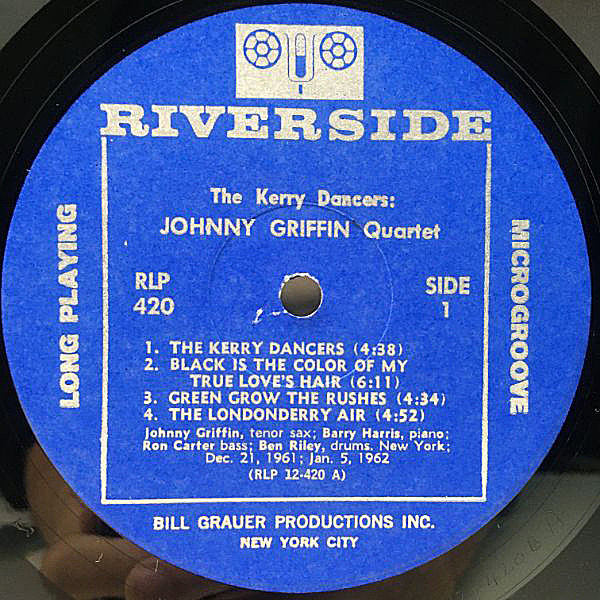 RIVERSIDE
The Kerry Dancers:
JOHNNY GRIFFIN Quartet
LONG PLAYING
MICROGROOVE
RLP
420
SIDE
1
1. THE KERRY DANCERS (4:38)
2. BLACK IS THE COLOR OF MY
TRUE LOVE'S HAIR (6:11)
3. GREEN GROW THE RUSHES (4:34)
4. THE LONDONDERRY AIR (4:52)
Johnny Griffin, tenor sax; Barry Harris, piano;
Ron Carter bass; Ben Riley, drums. New York;
Dec. 21, 1961; Jan. 5, 1962
(RLP 12-420 A)
BILL GRAUER PRODUCTIONS INC.
NEW YORK CITY